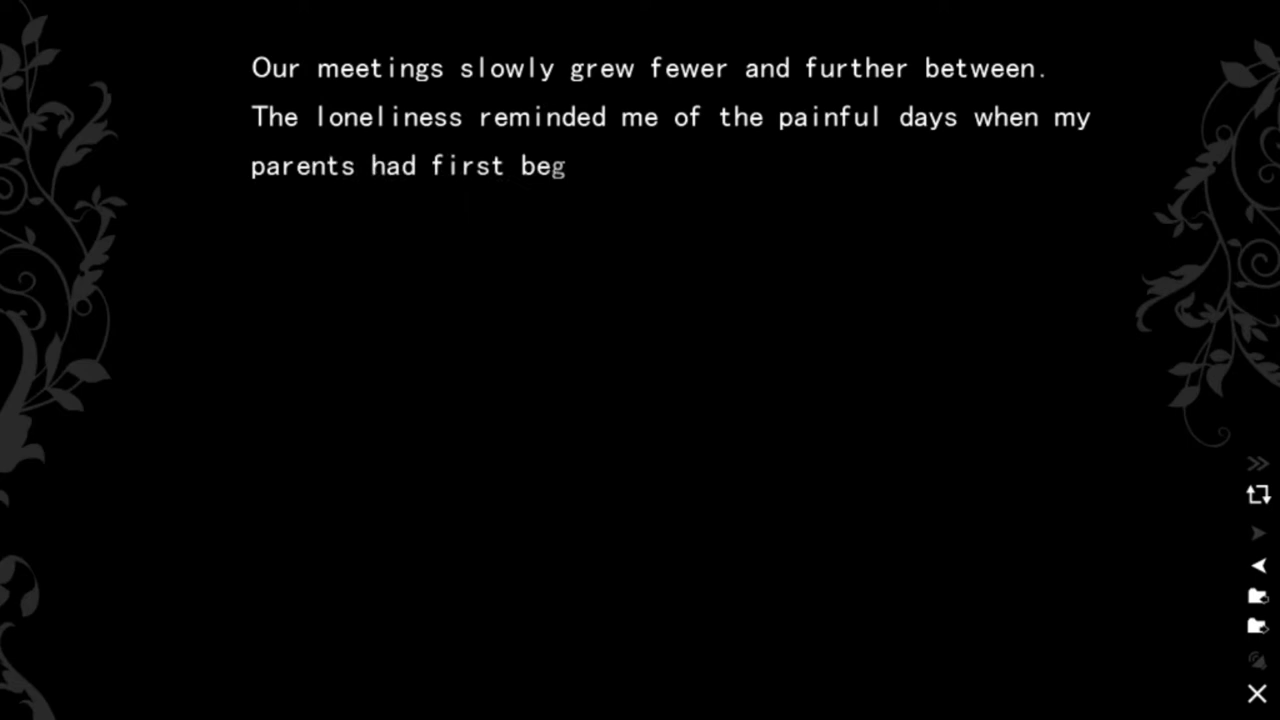 Our meetings slowly grew fewer and further between.
The loneliness reminded me of the painful days when my
parents had first beg